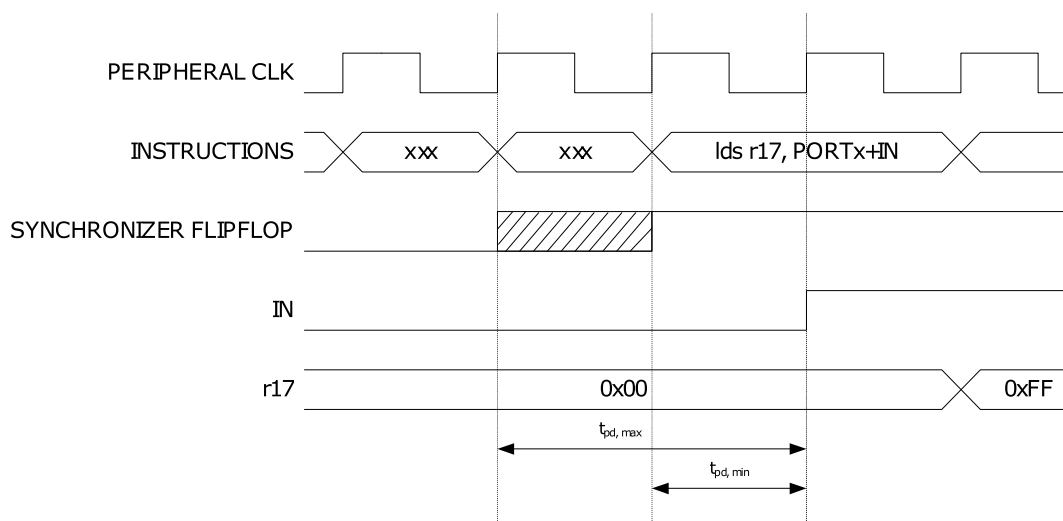 PERIPHERAL CLK
INSTRUCTIONS
xxx
xxx
lds r17, PORTx+IN
SYNCHRONIZER FLIPFLOP
IN
r17
0x00
0xFF
tpd, max
tpd, min